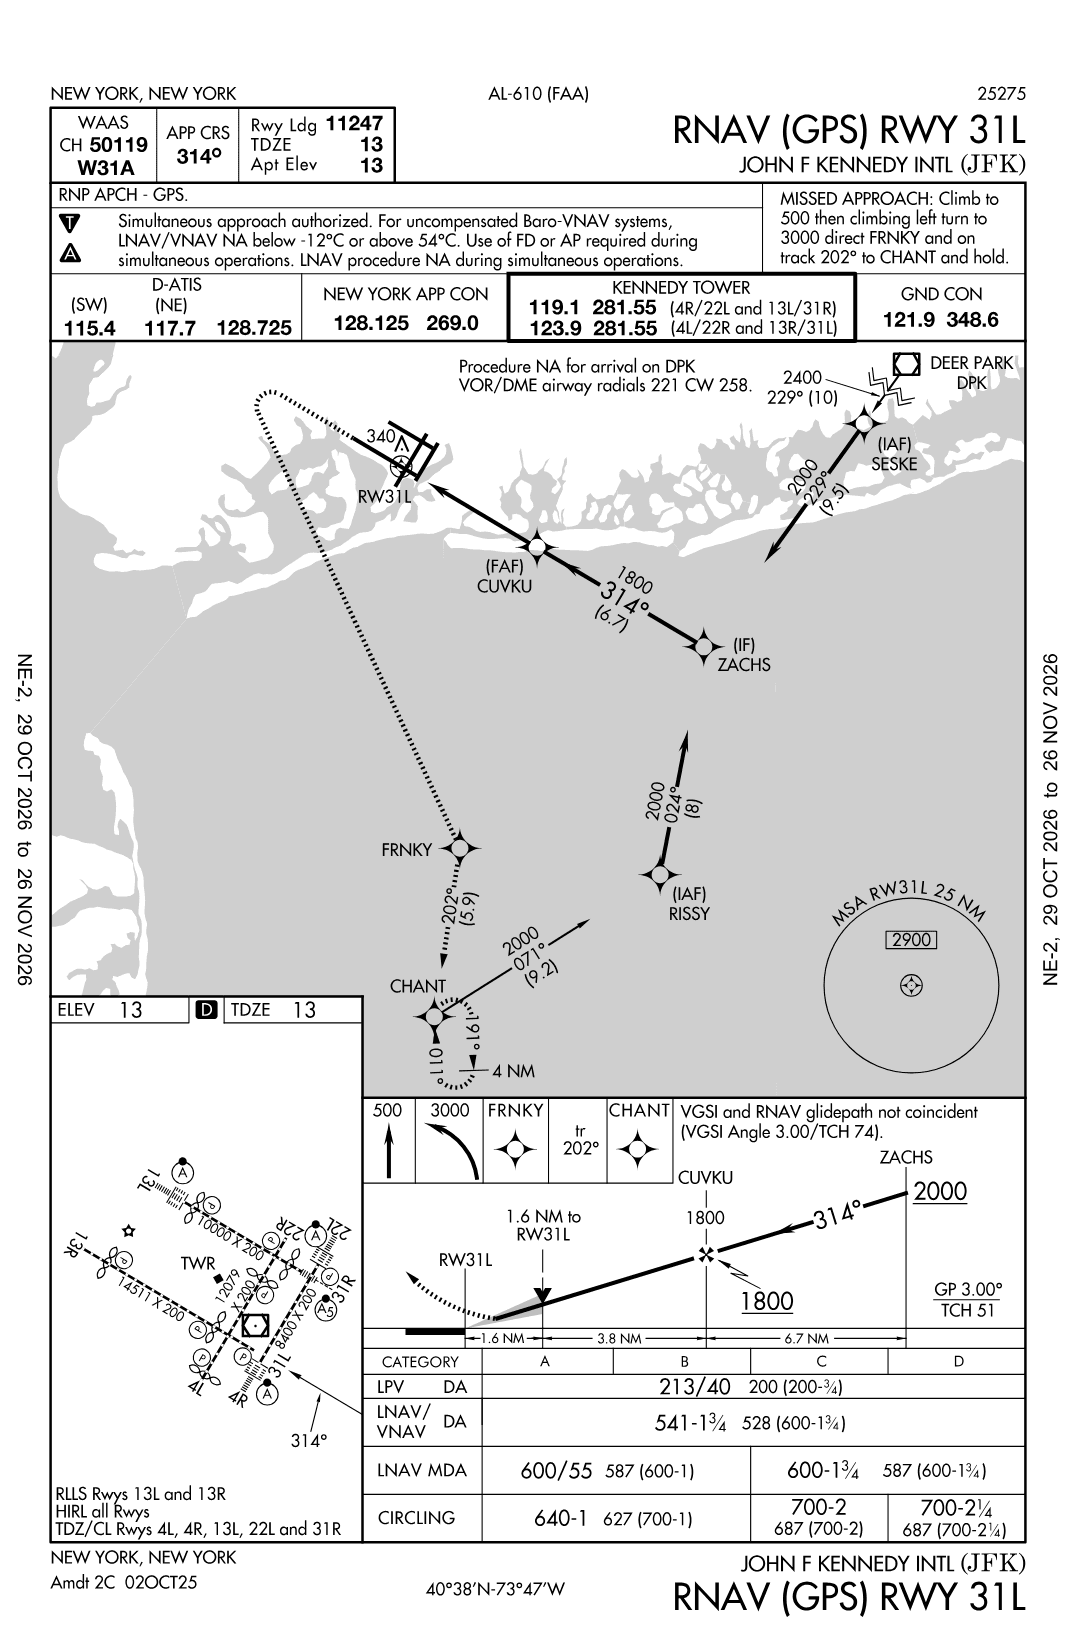 NEW YORK, NEW YORK
AL-610 (FAA)
25275
WAAS
CH 50119
W31A
APP CRS
314°
Rwy Ldg 11247
TDZE 13
Apt Elev 13
RNAV (GPS) RWY 31L
JOHN F KENNEDY INTL (JFK)
RNP APCH - GPS.
T
A
Simultaneous approach authorized. For uncompensated Baro-VNAV systems,
LNAV/VNAV NA below -12°C or above 54°C. Use of FD or AP required during
simultaneous operations. LNAV procedure NA during simultaneous operations.
MISSED APPROACH: Climb to
500 then climbing left turn to
3000 direct FRNKY and on
track 202° to CHANT and hold.
D-ATIS
(SW) (NE)
115.4 117.7 128.725
NEW YORK APP CON
128.125 269.0
KENNEDY TOWER
119.1 281.55 (4R/22L and 13L/31R)
123.9 281.55 (4L/22R and 13R/31L)
GND CON
121.9 348.6
Procedure NA for arrival on DPK
VOR/DME airway radials 221 CW 258.
DEER PARK
DPK
2400
229° (10)
(IAF)
SESKE
2000
229°
(9.5)
340
RW31L
(FAF)
CUVKU
1800
314°
(6.7)
(IF)
ZACHS
2000
024°
(8)
(IAF)
RISSY
FRNKY
202°
(5.9)
CHANT
2000
071°
(9.2)
191°
011°
4 NM
MSA RW31L 25 NM
2900
NE-2, 29 OCT 2026 to 26 NOV 2026
NE-2, 29 OCT 2026 to 26 NOV 2026
ELEV 13
D
TDZE 13
13L
A
P
10000 X 200
22R
22L
A
P
P
13R
P
14511 X 200
TWR
12079
X 200
P
31R
A5
8400 X 200
P
P
P
4L
4R
31L
A
314°
RLLS Rwys 13L and 13R
HIRL all Rwys
TDZ/CL Rwys 4L, 4R, 13L, 22L and 31R
500
3000
FRNKY
tr
202°
CHANT
VGSI and RNAV glidepath not coincident
(VGSI Angle 3.00/TCH 74).
ZACHS
CUVKU
2000
314°
1800
1.6 NM to
RW31L
RW31L
1800
GP 3.00°
TCH 51
1.6 NM
3.8 NM
6.7 NM
CATEGORY A B C D
LPV DA 213/40 200 (200-¾)
LNAV/
VNAV DA 541-1¾ 528 (600-1¾)
LNAV MDA 600/55 587 (600-1) 600-1¾ 587 (600-1¾)
CIRCLING 640-1 627 (700-1)
700-2
687 (700-2)
700-2¼
687 (700-2¼)
NEW YORK, NEW YORK
Amdt 2C 02OCT25
40°38'N-73°47'W
JOHN F KENNEDY INTL (JFK)
RNAV (GPS) RWY 31L